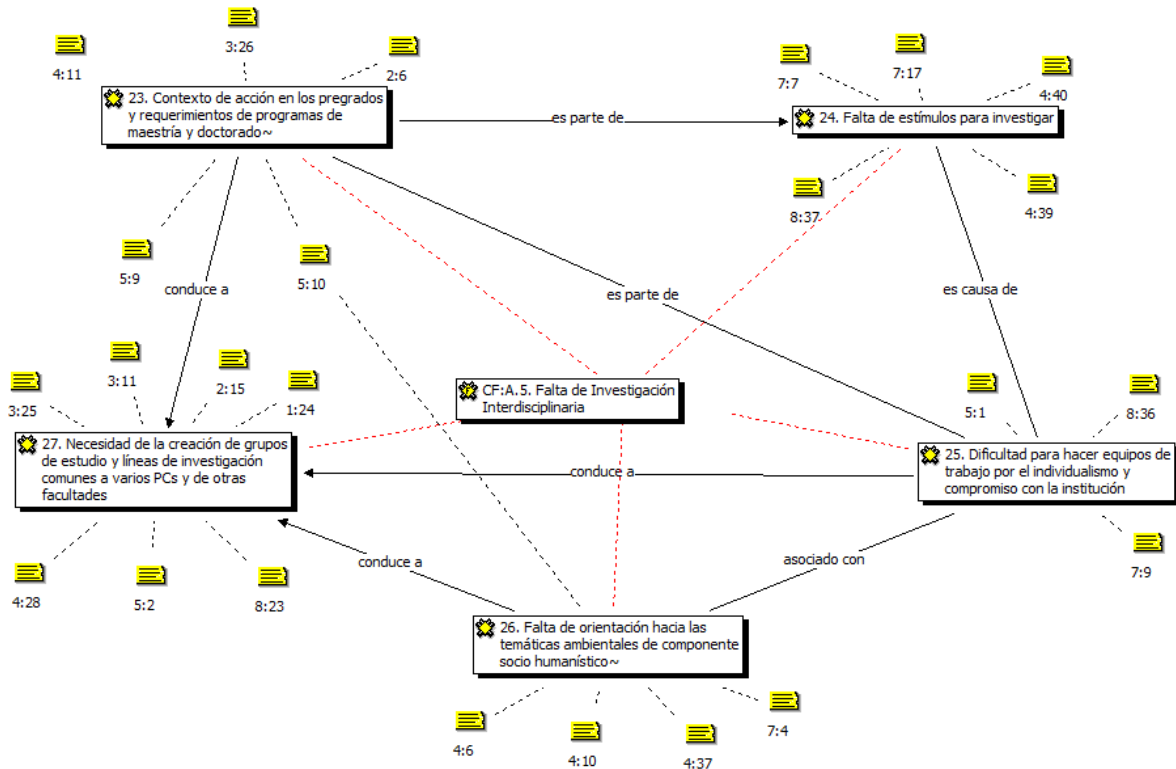 3:26
4:11
2:6
23. Contexto de acción en los pregrados
y requerimientos de programas de
maestría y doctorado~
es parte de
7:7
7:17
4:40
24. Falta de estímulos para investigar
8:37
4:39
5:9
5:10
conduce a
es parte de
es causa de
3:25
3:11
2:15
1:24
CF:A.5. Falta de Investigación
Interdisciplinaria
5:1
8:36
27. Necesidad de la creación de grupos
de estudio y líneas de investigación
comunes a varios PCs y de otras
facultades
conduce a
25. Dificultad para hacer equipos de
trabajo por el individualismo y
compromiso con la institución
4:28
5:2
8:23
conduce a
asociado con
7:9
26. Falta de orientación hacia las
temáticas ambientales de componente
socio humanístico~
4:6
4:10
4:37
7:4